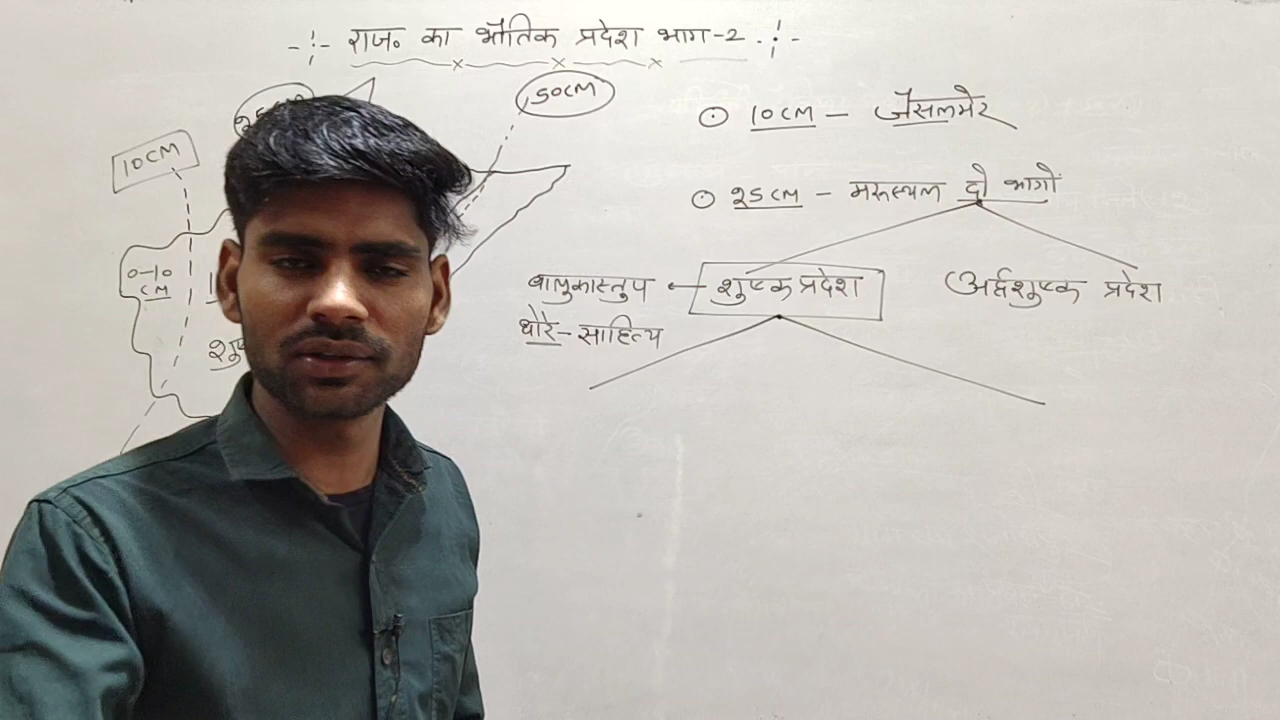 राज० का भौतिक प्रदेश भाग-2
50CM
10CM
0-10
CM
⊙ 10CM - जैसलमेर
⊙ 25CM - मरूस्थल दो भागों
बालुकास्तुप ← शुष्क प्रदेश
अर्द्धशुष्क प्रदेश
धोरे - साहित्य